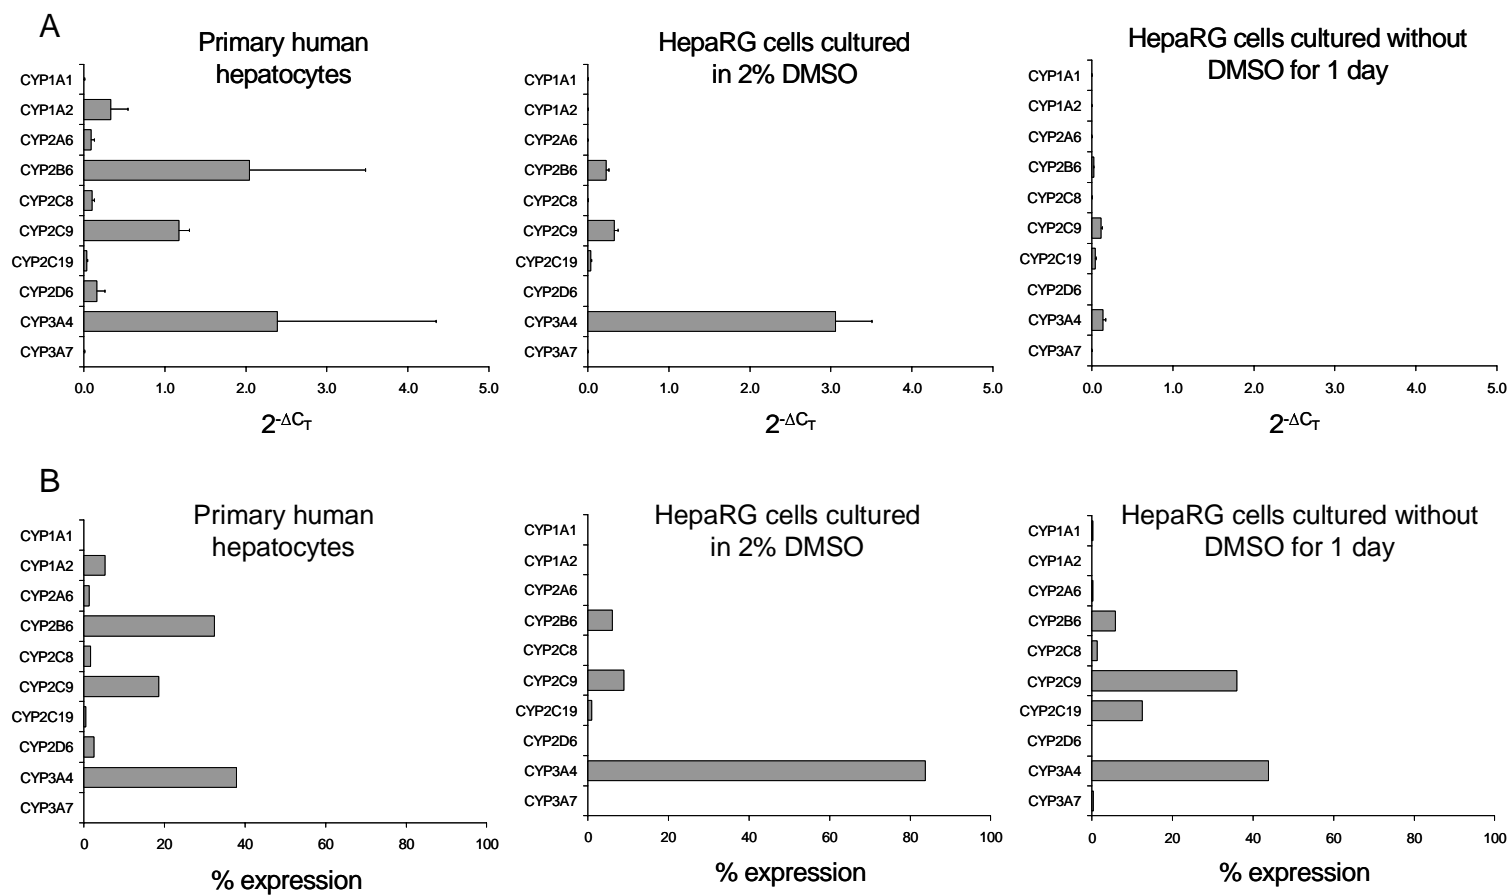 A
Primary human
hepatocytes
CYP1A1
CYP1A2
CYP2A6
CYP2B6
CYP2C8
CYP2C9
CYP2C19
CYP2D6
CYP3A4
CYP3A7
0.0 1.0 2.0 3.0 4.0 5.0
2^-ΔC_T
HepaRG cells cultured
in 2% DMSO
CYP1A1
CYP1A2
CYP2A6
CYP2B6
CYP2C8
CYP2C9
CYP2C19
CYP2D6
CYP3A4
CYP3A7
0.0 1.0 2.0 3.0 4.0 5.0
2^-ΔC_T
HepaRG cells cultured without
DMSO for 1 day
CYP1A1
CYP1A2
CYP2A6
CYP2B6
CYP2C8
CYP2C9
CYP2C19
CYP2D6
CYP3A4
CYP3A7
0.0 1.0 2.0 3.0 4.0 5.0
2^-ΔC_T
B
Primary human
hepatocytes
CYP1A1
CYP1A2
CYP2A6
CYP2B6
CYP2C8
CYP2C9
CYP2C19
CYP2D6
CYP3A4
CYP3A7
0 20 40 60 80 100
% expression
HepaRG cells cultured
in 2% DMSO
CYP1A1
CYP1A2
CYP2A6
CYP2B6
CYP2C8
CYP2C9
CYP2C19
CYP2D6
CYP3A4
CYP3A7
0 20 40 60 80 100
% expression
HepaRG cells cultured without
DMSO for 1 day
CYP1A1
CYP1A2
CYP2A6
CYP2B6
CYP2C8
CYP2C9
CYP2C19
CYP2D6
CYP3A4
CYP3A7
0 20 40 60 80 100
% expression